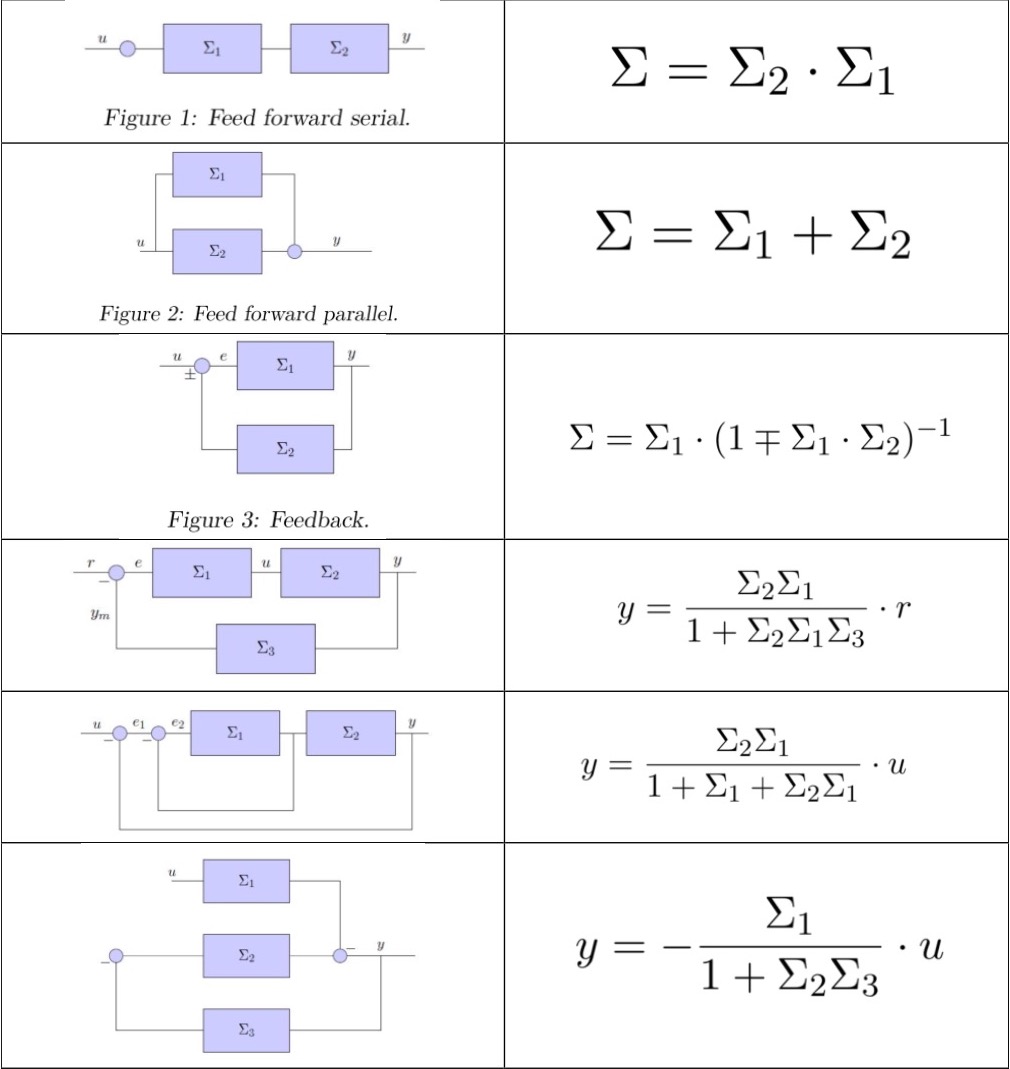 u Σ₁ Σ₂ y
Figure 1: Feed forward serial.
Σ = Σ₂ · Σ₁
Σ₁
u Σ₂ y
Figure 2: Feed forward parallel.
Σ = Σ₁ + Σ₂
u e Σ₁ y
±
Σ₂
Figure 3: Feedback.
Σ = Σ₁ · (1 ∓ Σ₁ · Σ₂)⁻¹
r e Σ₁ u Σ₂ y
−
yₘ
Σ₃
y = Σ₂Σ₁ / (1 + Σ₂Σ₁Σ₃) · r
u e₁ e₂ Σ₁ Σ₂ y
− −
y = Σ₂Σ₁ / (1 + Σ₁ + Σ₂Σ₁) · u
u Σ₁
− Σ₂ − y
Σ₃
y = − Σ₁ / (1 + Σ₂Σ₃) · u